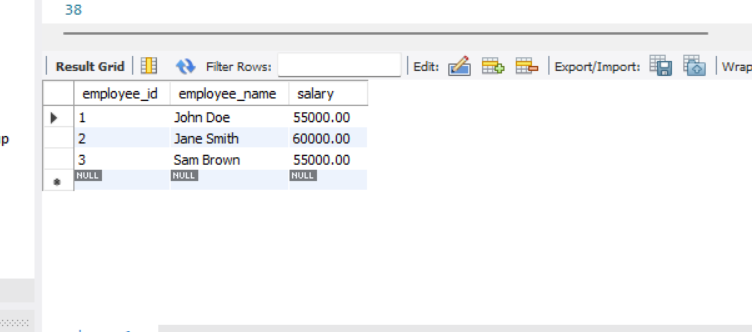 38
Result Grid Filter Rows: Edit: Export/Import: Wrap
employee_id employee_name salary
1 John Doe 55000.00
up
2 Jane Smith 60000.00
3 Sam Brown 55000.00
NULL NULL NULL